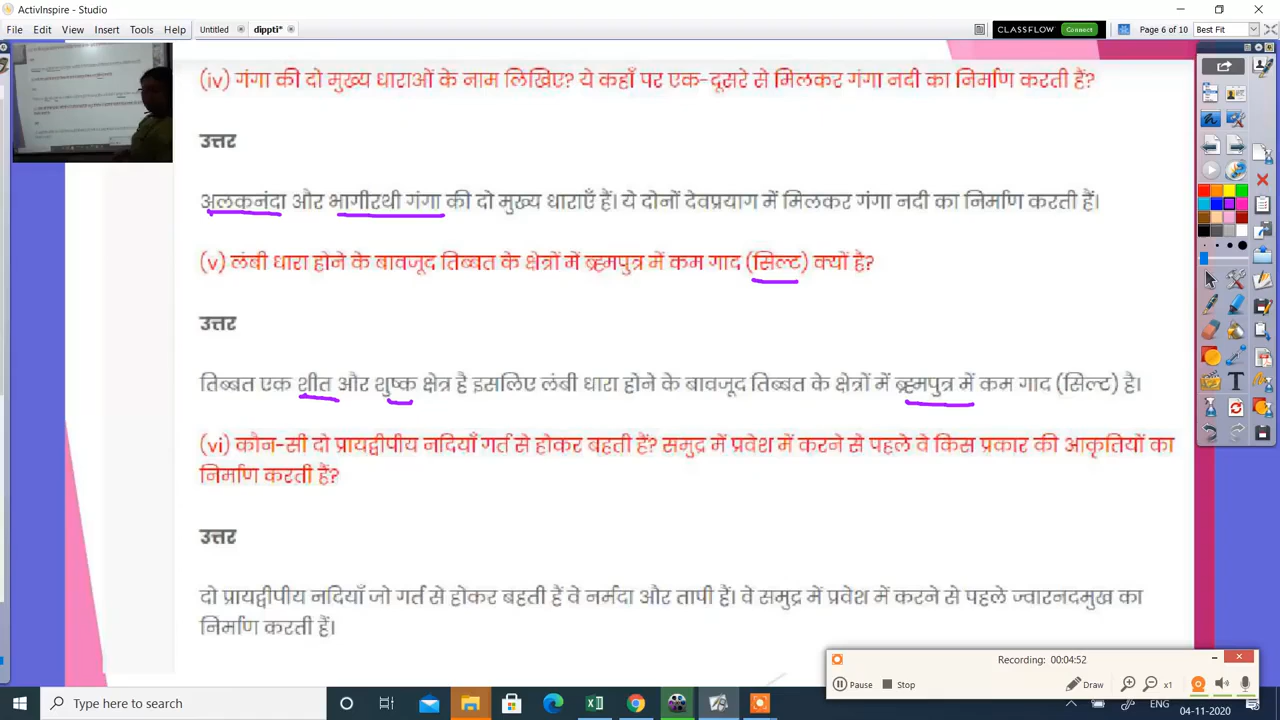 ActivInspire - Studio
File Edit View Insert Tools Help Untitled dippti* CLASSFLOW Connect Page 6 of 10 Best Fit
(iv) गंगा की दो मुख्य धाराओं के नाम लिखिए? ये कहाँ पर एक-दूसरे से मिलकर गंगा नदी का निर्माण करती हैं?
उत्तर
अलकनंदा और भागीरथी गंगा की दो मुख्य धाराएँ हैं। ये दोनों देवप्रयाग में मिलकर गंगा नदी का निर्माण करती हैं।
(v) लंबी धारा होने के बावजूद तिब्बत के क्षेत्रों में ब्र्हमपुत्र में कम गाद (सिल्ट) क्यों है?
उत्तर
तिब्बत एक शीत और शुष्क क्षेत्र है इसलिए लंबी धारा होने के बावजूद तिब्बत के क्षेत्रों में ब्र्हमपुत्र में कम गाद (सिल्ट) है।
(vi) कौन-सी दो प्रायद्वीपीय नदियाँ गर्त से होकर बहती हैं? समुद्र में प्रवेश में करने से पहले वे किस प्रकार की आकृतियों का
निर्माण करती हैं?
उत्तर
दो प्रायद्वीपीय नदियाँ जो गर्त से होकर बहती हैं वे नर्मदा और तापी हैं। वे समुद्र में प्रवेश में करने से पहले ज्वारनदमुख का
निर्माण करती हैं।
Recording: 00:04:52
Pause Stop Draw x1
Type here to search
ENG
04-11-2020